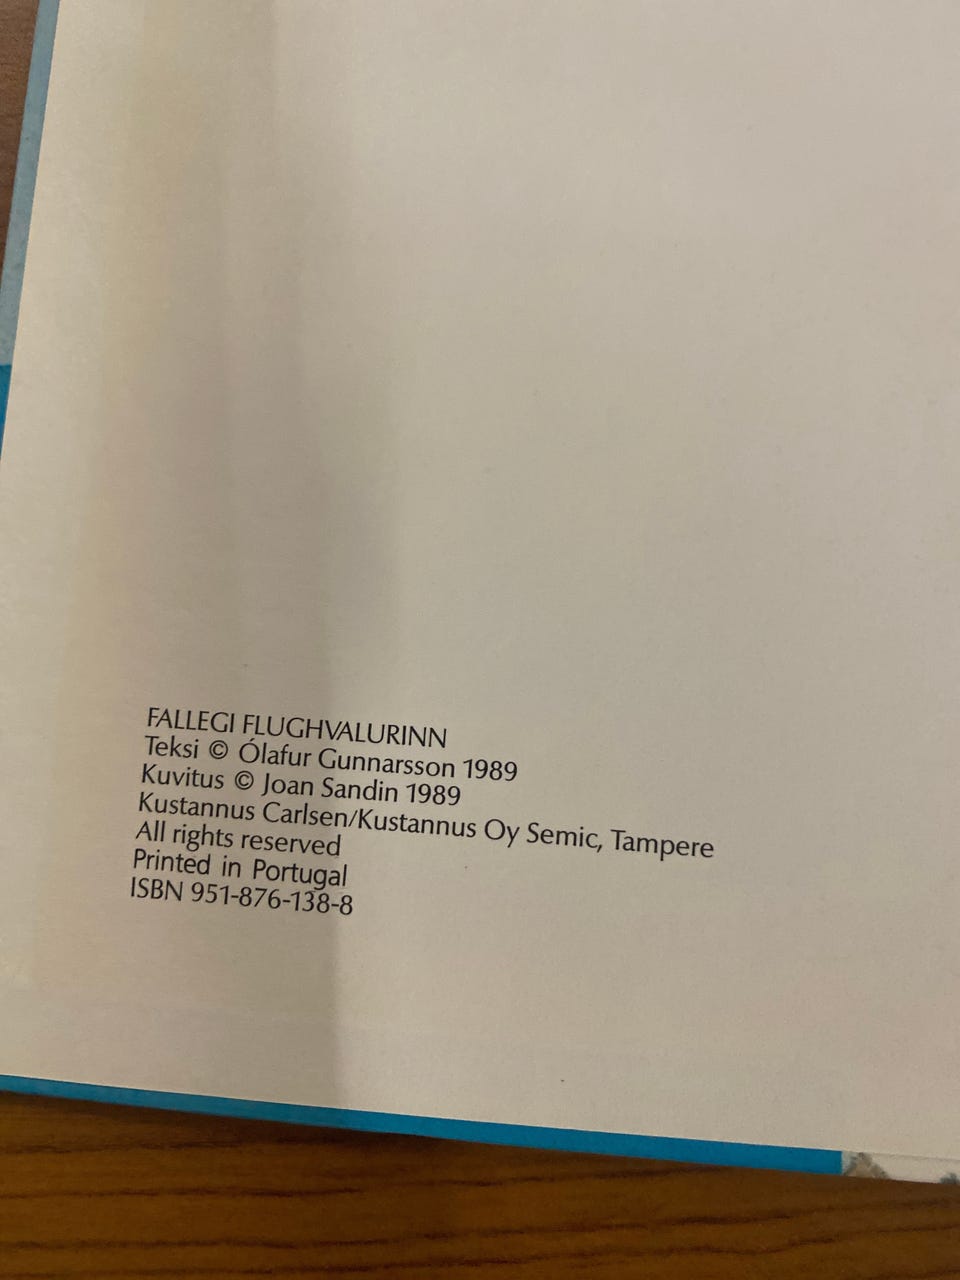 FALLEGI FLUGHVALURINN
Teksi © Ólafur Gunnarsson 1989
Kuvitus © Joan Sandin 1989
Kustannus Carlsen/Kustannus Oy Semic, Tampere
All rights reserved
Printed in Portugal
ISBN 951-876-138-8